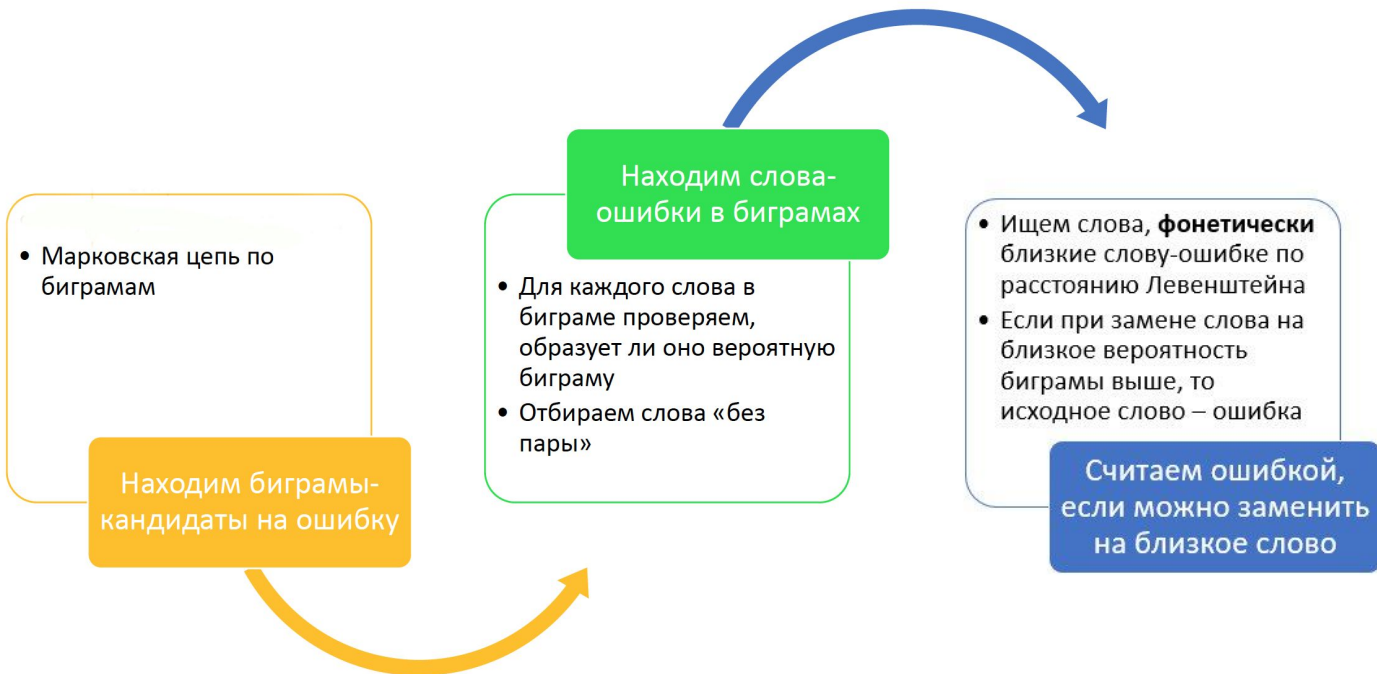 • Марковская цепь по
биграмам
Находим биграмы-
кандидаты на ошибку
Находим слова-
ошибки в биграмах
• Для каждого слова в
биграме проверяем,
образует ли оно вероятную
биграму
• Отбираем слова «без
пары»
• Ищем слова, фонетически
близкие слову-ошибке по
расстоянию Левенштейна
• Если при замене слова на
близкое вероятность
биграмы выше, то
исходное слово – ошибка
Считаем ошибкой,
если можно заменить
на близкое слово